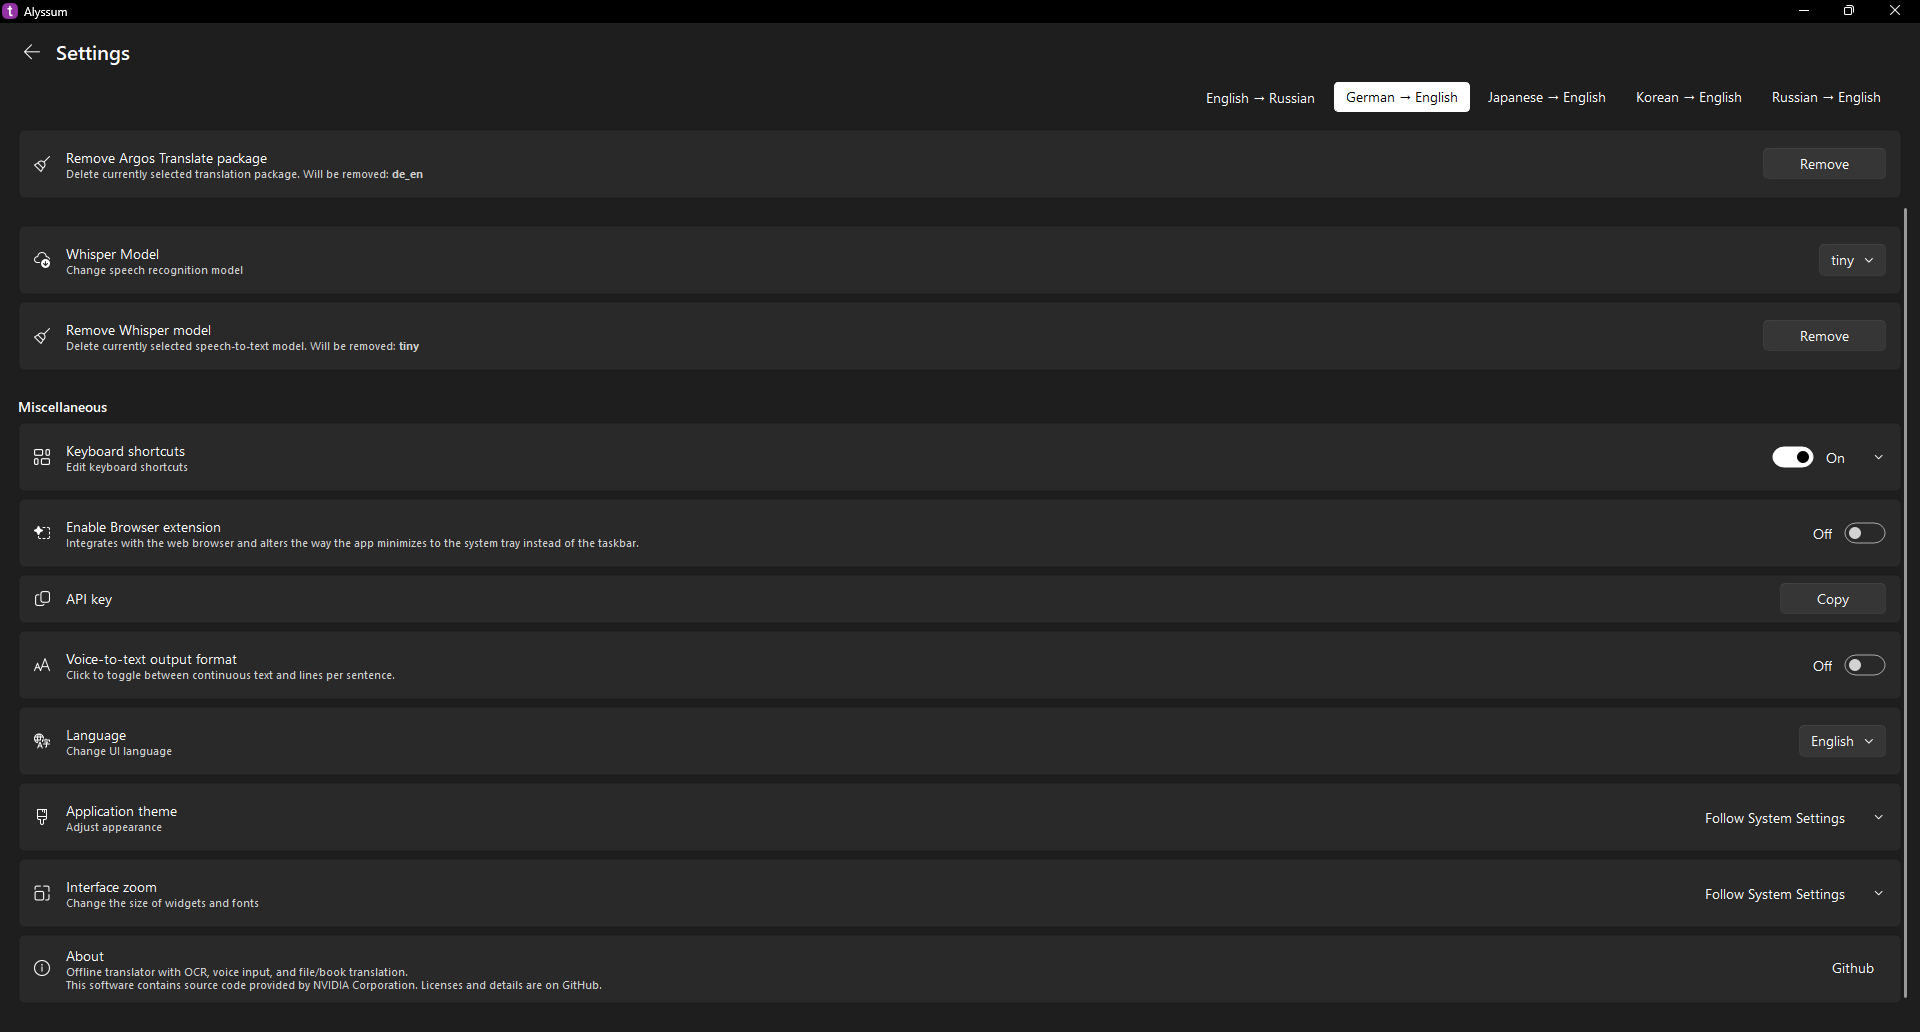 Alyssum
Settings
English → Russian
German → English
Japanese → English
Korean → English
Russian → English
Remove Argos Translate package
Delete currently selected translation package. Will be removed: de_en
Remove
Whisper Model
Change speech recognition model
tiny
Remove Whisper model
Delete currently selected speech-to-text model. Will be removed: tiny
Remove
Miscellaneous
Keyboard shortcuts
Edit keyboard shortcuts
On
Enable Browser extension
Integrates with the web browser and alters the way the app minimizes to the system tray instead of the taskbar.
Off
API key
Copy
Voice-to-text output format
Click to toggle between continuous text and lines per sentence.
Off
Language
Change UI language
English
Application theme
Adjust appearance
Follow System Settings
Interface zoom
Change the size of widgets and fonts
Follow System Settings
About
Offline translator with OCR, voice input, and file/book translation.
This software contains source code provided by NVIDIA Corporation. Licenses and details are on GitHub.
Github